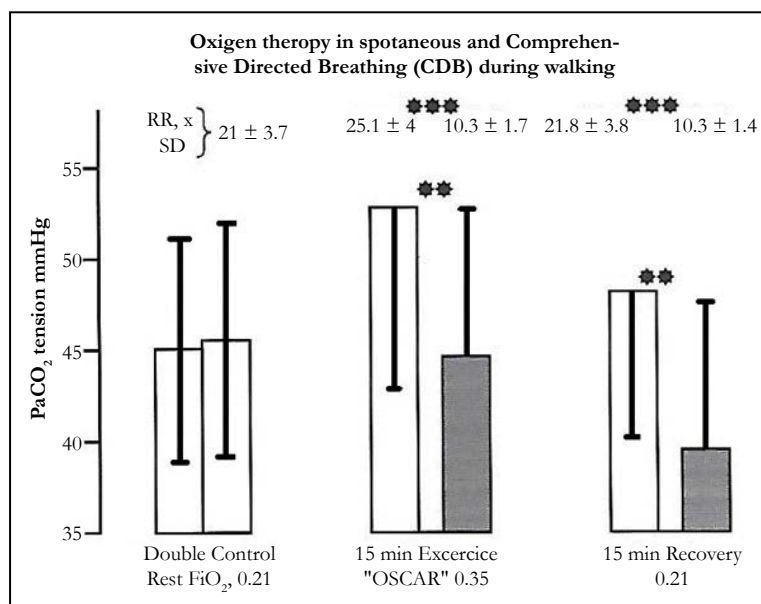 Oxigen theropy in spotaneous and Comprehen-
sive Directed Breathing (CDB) during walking
RR, x
SD
21 ± 3.7
25.1 ± 4
10.3 ± 1.7
21.8 ± 3.8
10.3 ± 1.4
PaCO₂ tension mmHg
55
50
45
40
35
Double Control
Rest FiO₂, 0.21
15 min Excercice
"OSCAR" 0.35
15 min Recovery
0.21